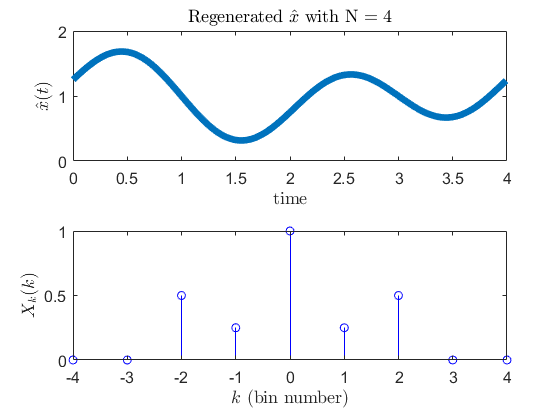 Regenerated x̂ with N = 4
x̂(t)
2
1
0
0 0.5 1 1.5 2 2.5 3 3.5 4
time
X_k(k)
1
0.5
0
-4 -3 -2 -1 0 1 2 3 4
k (bin number)